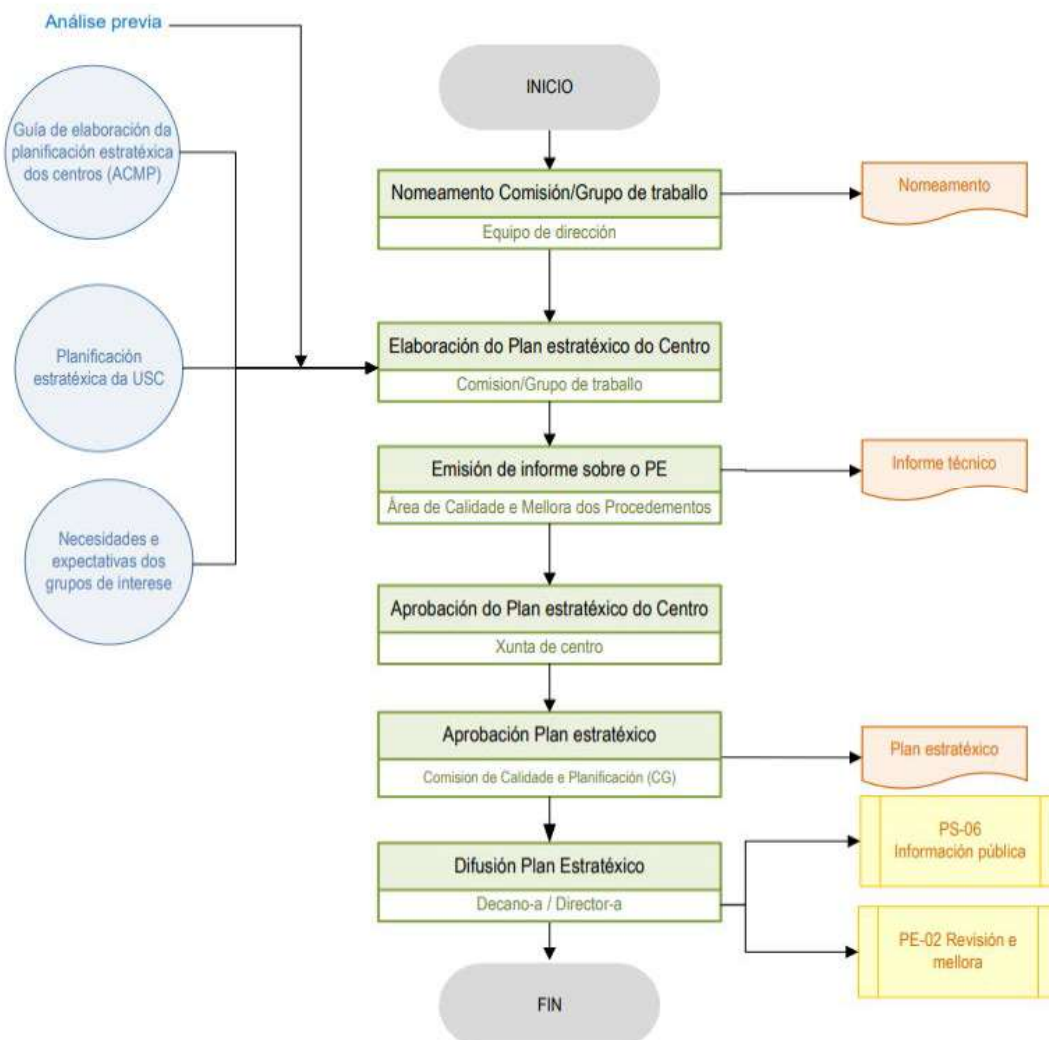 Análise previa
INICIO
Guía de elaboración da
planificación estratéxica
dos centros (ACMP)
Nomeamento Comisión/Grupo de traballo
Equipo de dirección
Nomeamento
Planificación
estratéxica da USC
Elaboración do Plan estratéxico do Centro
Comision/Grupo de traballo
Emisión de informe sobre o PE
Área de Calidade e Mellora dos Procedementos
Informe técnico
Necesidades e
expectativas dos
grupos de interese
Aprobación do Plan estratéxico do Centro
Xunta de centro
Aprobación Plan estratéxico
Comision de Calidade e Planificación (CG)
Plan estratéxico
Difusión Plan Estratéxico
Decano-a / Director-a
PS-06
Información pública
PE-02 Revisión e
mellora
FIN